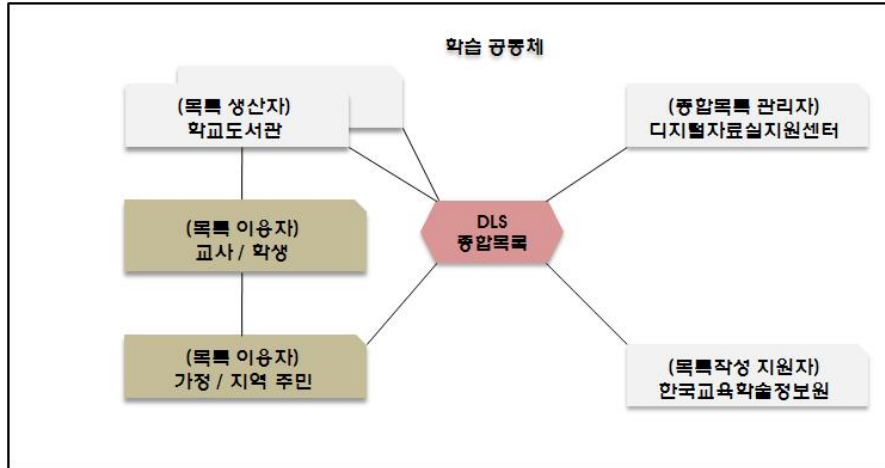 학습 공동체
(목록 생산자)
학교도서관
(종합목록 관리자)
디지털자료실지원센터
(목록 이용자)
교사 / 학생
DLS
종합목록
(목록 이용자)
가정 / 지역 주민
(목록작성 지원자)
한국교육학술정보원